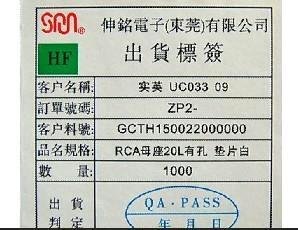 SMM
伸銘電子(東莞)有限公司
HF
出貨標簽
客户名稱: 实英 UC033 09
訂單號碼: ZP2-
客户料號: GCTH150022000000
品名規格: RCA母座20L有孔 垫片白
數量: 1000
出貨
判定
QA·PASS
年月日